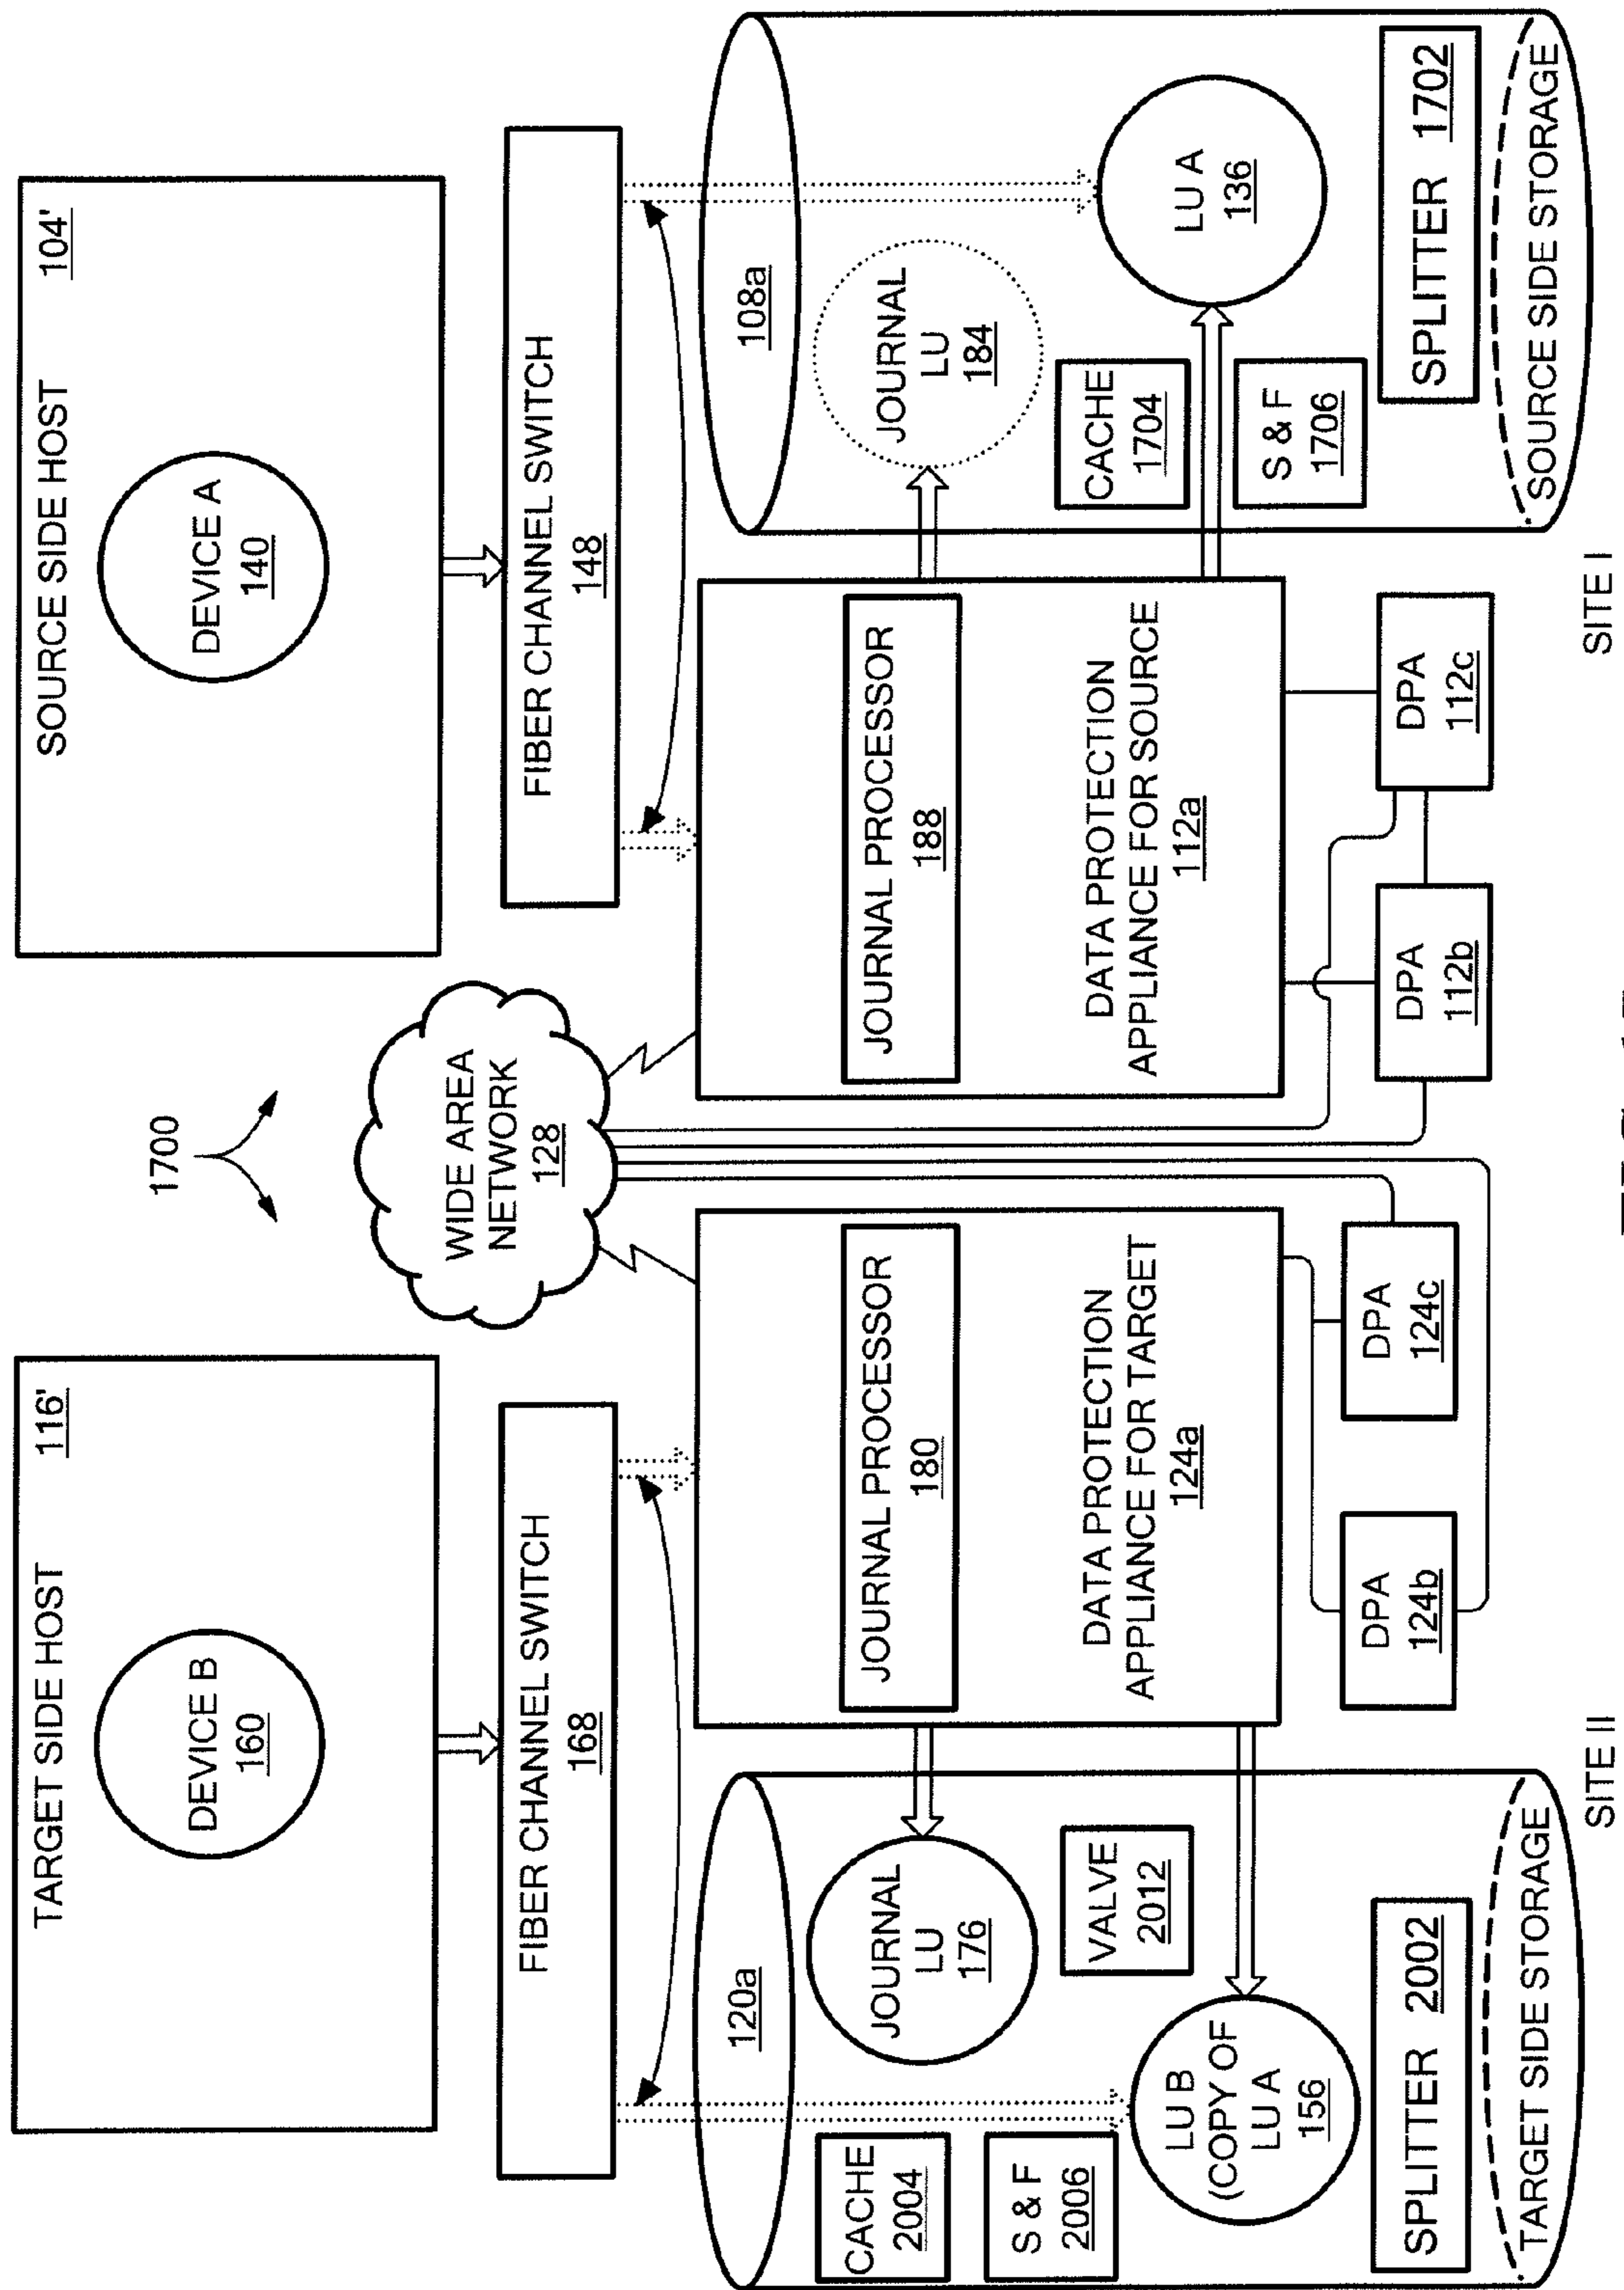 1700
TARGET SIDE HOST
116'
DEVICE B
160
SOURCE SIDE HOST
104'
DEVICE A
140
FIBER CHANNEL SWITCH
168
WIDE AREA
NETWORK
128
FIBER CHANNEL SWITCH
148
120a
JOURNAL
LU
176
CACHE
2004
S & F
2006
VALVE
2012
LU B
(COPY OF
LU A
156
SPLITTER 2002
TARGET SIDE STORAGE
JOURNAL PROCESSOR
180
DATA PROTECTION
APPLIANCE FOR TARGET
124a
DPA
124b
DPA
124c
SITE II
JOURNAL PROCESSOR
188
DATA PROTECTION
APPLIANCE FOR SOURCE
112a
DPA
112b
DPA
112c
108a
JOURNAL
LU
184
CACHE
1704
S & F
1706
LU A
136
SPLITTER 1702
SOURCE SIDE STORAGE
SITE I